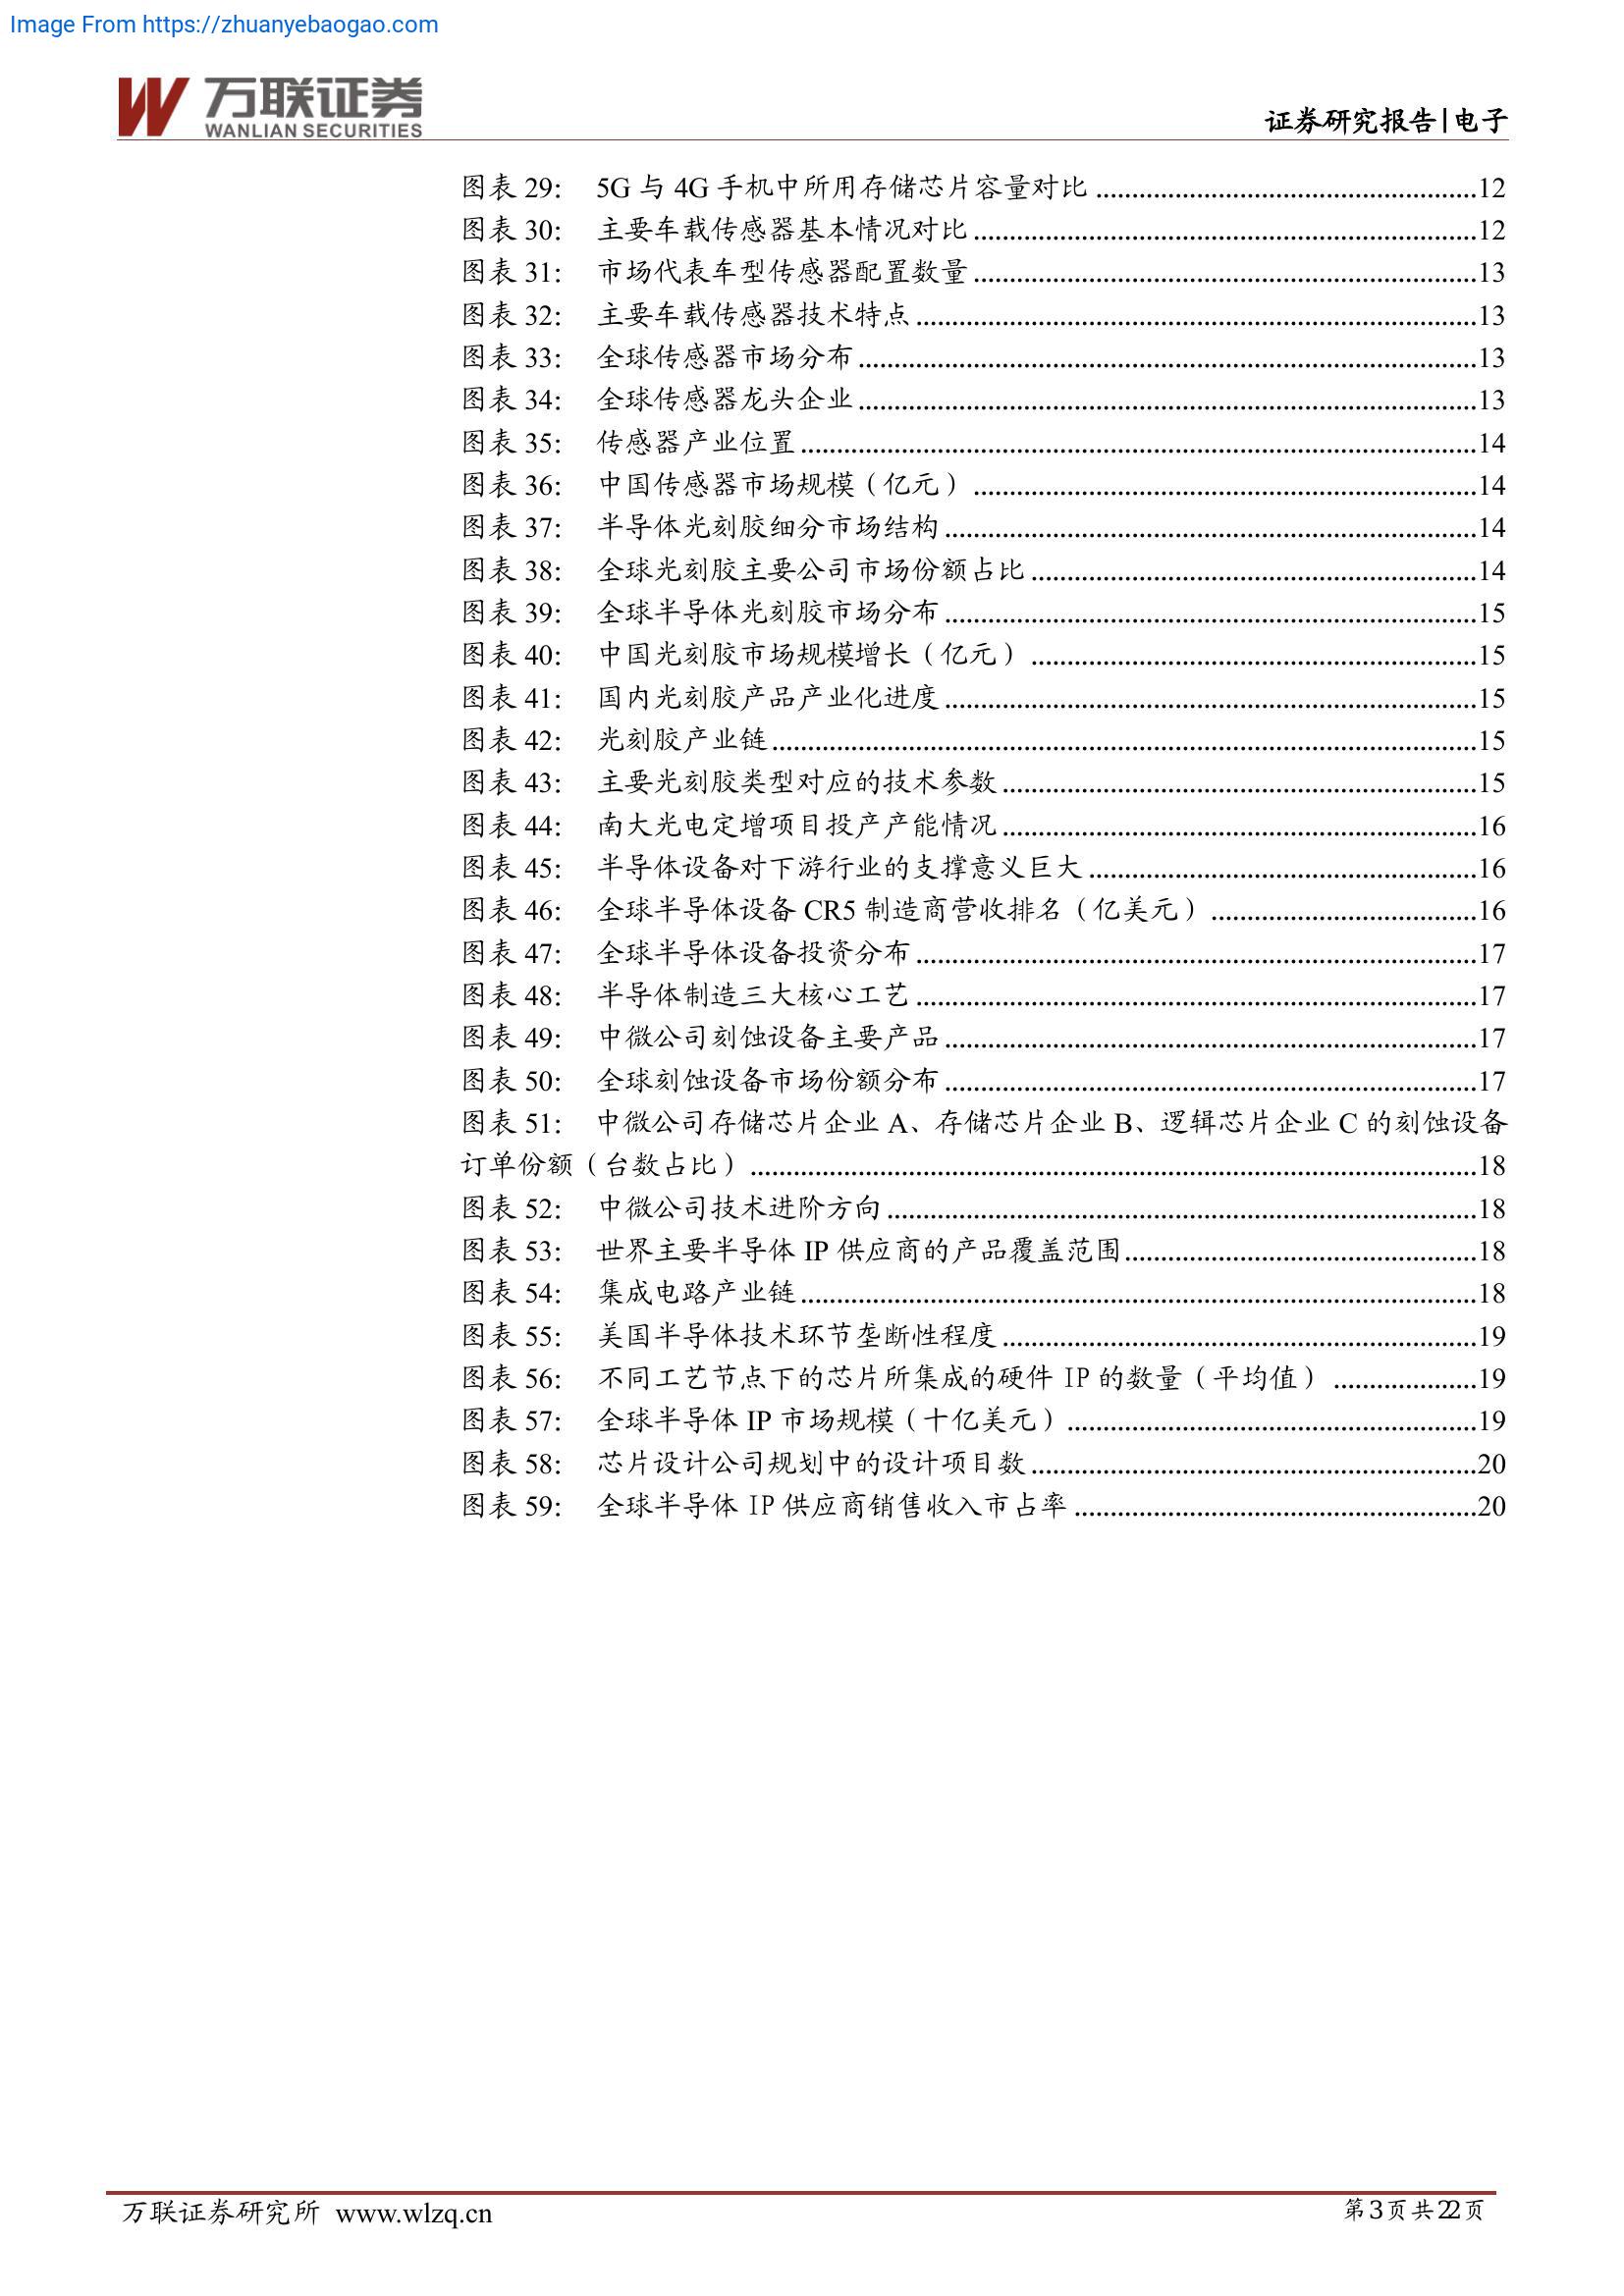 Image From https://zhuanyebaogao.com
万联证券
WANLIAN SECURITIES
证券研究报告|电子
图表 29： 5G 与 4G 手机中所用存储芯片容量对比 ....................12
图表 30： 主要车载传感器基本情况对比 ....................12
图表 31： 市场代表车型传感器配置数量 ....................13
图表 32： 主要车载传感器技术特点 ....................13
图表 33： 全球传感器市场分布 ....................13
图表 34： 全球传感器龙头企业 ....................13
图表 35： 传感器产业位置 ....................14
图表 36： 中国传感器市场规模（亿元） ....................14
图表 37： 半导体光刻胶细分市场结构 ....................14
图表 38： 全球光刻胶主要公司市场份额占比 ....................14
图表 39： 全球半导体光刻胶市场分布 ....................15
图表 40： 中国光刻胶市场规模增长（亿元） ....................15
图表 41： 国内光刻胶产品产业化进度 ....................15
图表 42： 光刻胶产业链 ....................15
图表 43： 主要光刻胶类型对应的技术参数 ....................15
图表 44： 南大光电定增项目投产产能情况 ....................16
图表 45： 半导体设备对下游行业的支撑意义巨大 ....................16
图表 46： 全球半导体设备 CR5 制造商营收排名（亿美元） ....................16
图表 47： 全球半导体设备投资分布 ....................17
图表 48： 半导体制造三大核心工艺 ....................17
图表 49： 中微公司刻蚀设备主要产品 ....................17
图表 50： 全球刻蚀设备市场份额分布 ....................17
图表 51： 中微公司存储芯片企业 A、存储芯片企业 B、逻辑芯片企业 C 的刻蚀设备
订单份额（台数占比） ....................18
图表 52： 中微公司技术进阶方向 ....................18
图表 53： 世界主要半导体 IP 供应商的产品覆盖范围 ....................18
图表 54： 集成电路产业链 ....................18
图表 55： 美国半导体技术环节垄断性程度 ....................19
图表 56： 不同工艺节点下的芯片所集成的硬件 IP 的数量（平均值） ....................19
图表 57： 全球半导体 IP 市场规模（十亿美元） ....................19
图表 58： 芯片设计公司规划中的设计项目数 ....................20
图表 59： 全球半导体 IP 供应商销售收入市占率 ....................20
万联证券研究所 www.wlzq.cn
第 3 页 共 22 页